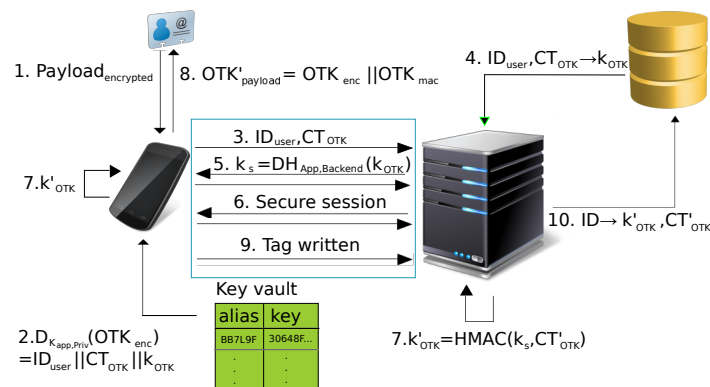 @
1. Payload_encrypted
8. OTK'_payload = OTK_enc ||OTK_mac
4. ID_user,CT_OTK→k_OTK
3. ID_user,CT_OTK
5. k_s=DH_App,Backend(k_OTK)
7.k'_OTK
6. Secure session
9. Tag written
10. ID→ k'_OTK ,CT'_OTK
Key vault
alias key
BB7L9F 30648F...
. .
. .
. .
2.D_K_app,Priv(OTK_enc)
=ID_user||CT_OTK||k_OTK
7.k'_OTK=HMAC(k_s,CT'_OTK)